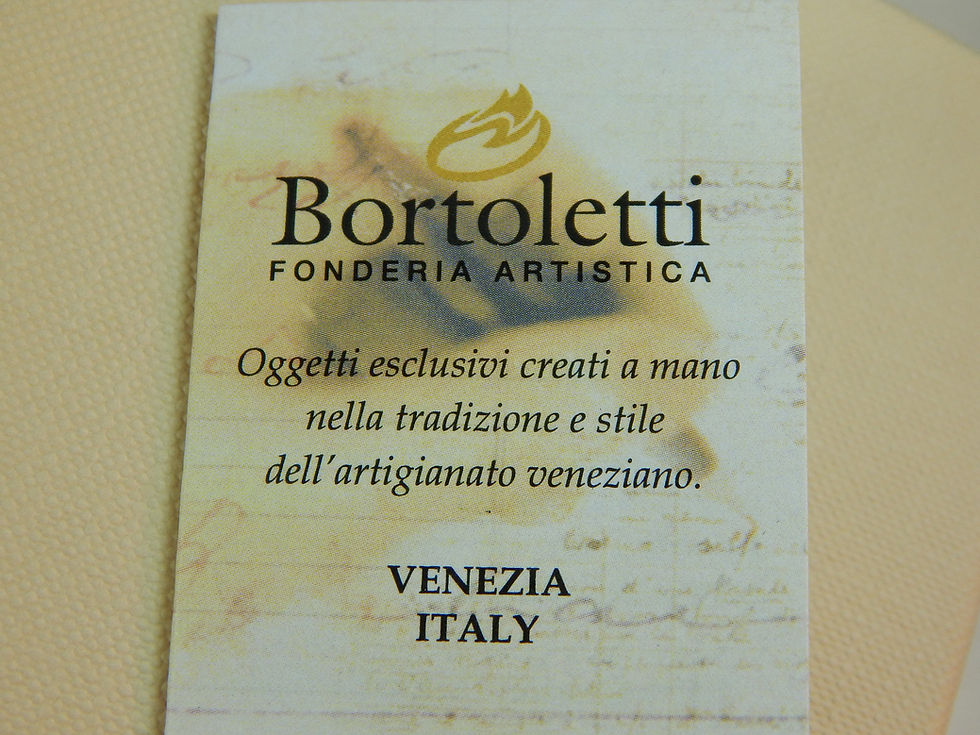 Bortoletti
FONDERIA ARTISTICA
Oggetti esclusivi creati a mano
nella tradizione e stile
dell'artigianato veneziano.
VENEZIA
ITALY